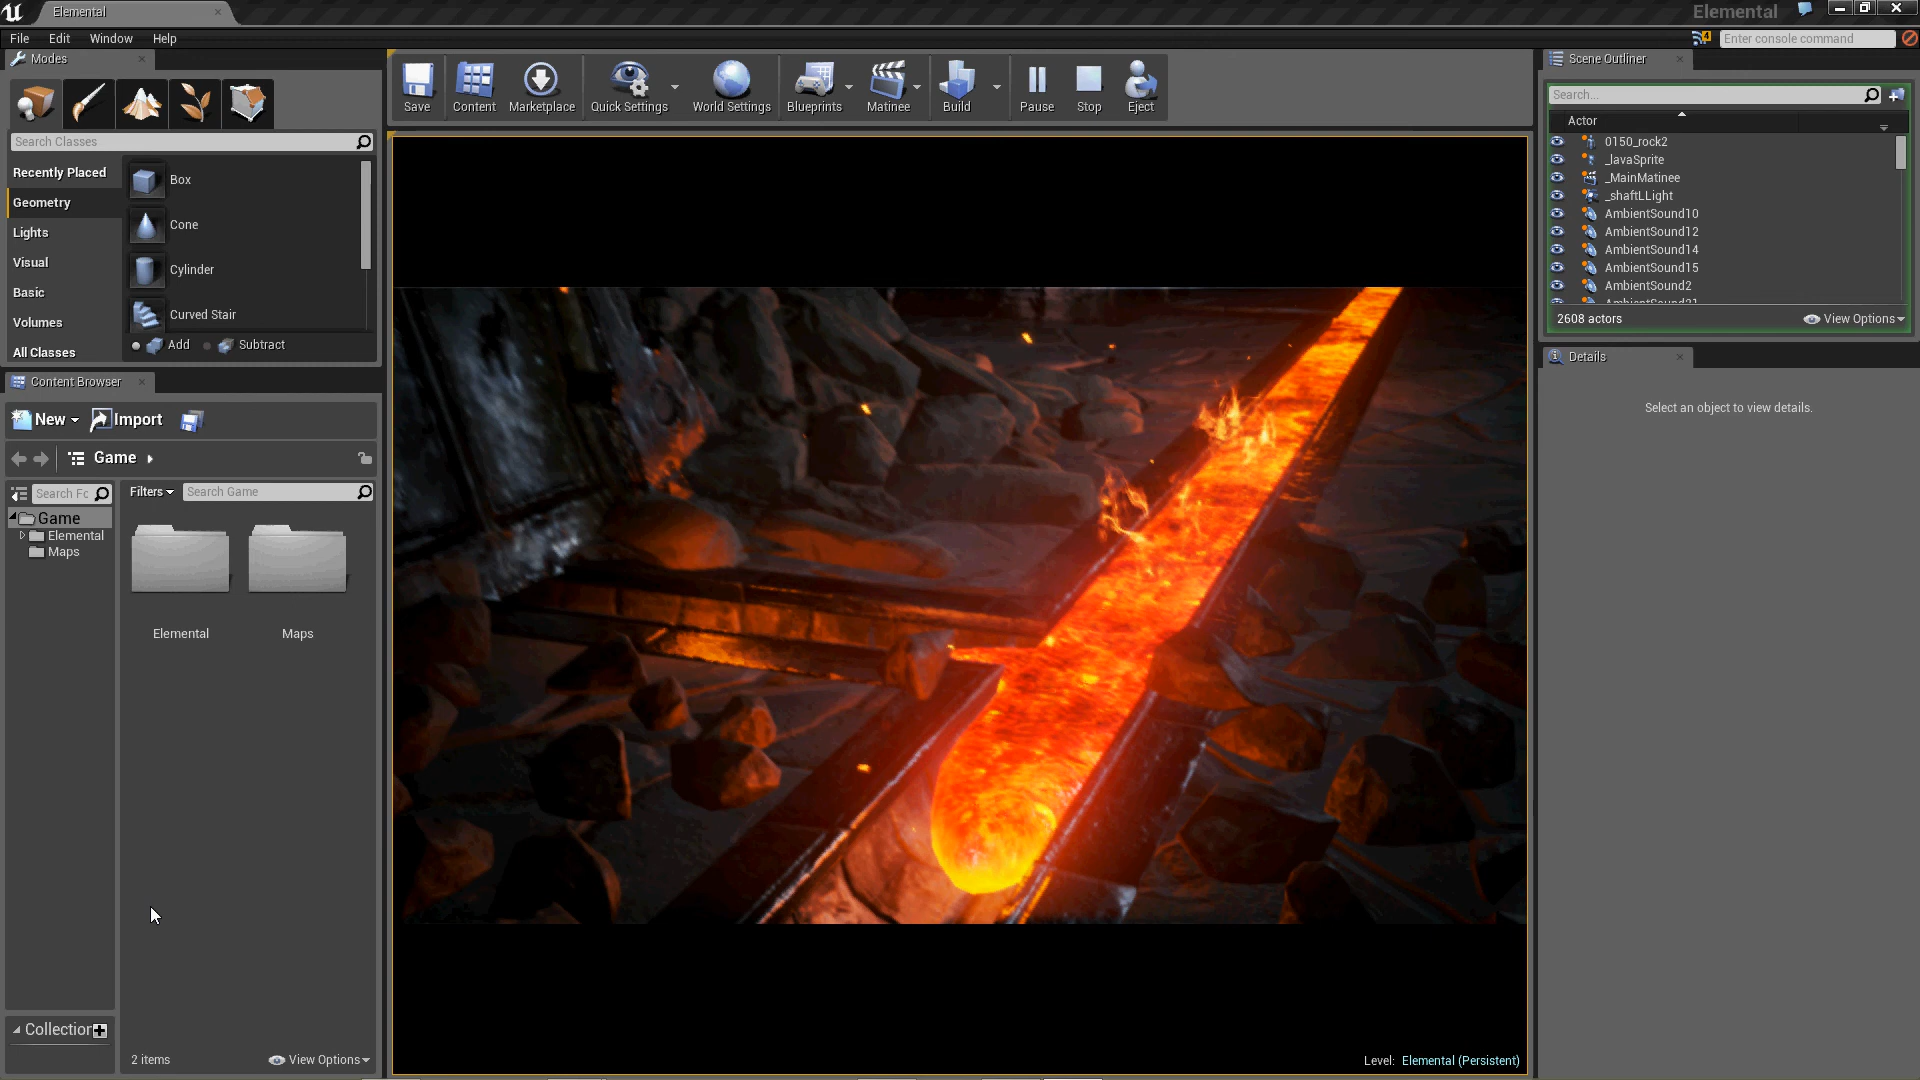 Elemental
Elemental
File Edit Window Help
Enter console command
Modes
Search Classes
Recently Placed
Geometry
Lights
Visual
Basic
Volumes
All Classes
Box
Cone
Cylinder
Curved Stair
Add Subtract
Content Browser
New Import
Game
Search Fc
Filters Search Game
Game
Elemental
Maps
Elemental Maps
Collection
2 items View Options
Save Content Marketplace Quick Settings World Settings Blueprints Matinee Build Pause Stop Eject
Level: Elemental (Persistent)
Scene Outliner
Search...
Actor
0150_rock2
_lavaSprite
_MainMatinee
_shaftLLight
AmbientSound10
AmbientSound12
AmbientSound14
AmbientSound15
AmbientSound2
AmbientSound21
2608 actors View Options
Details
Select an object to view details.